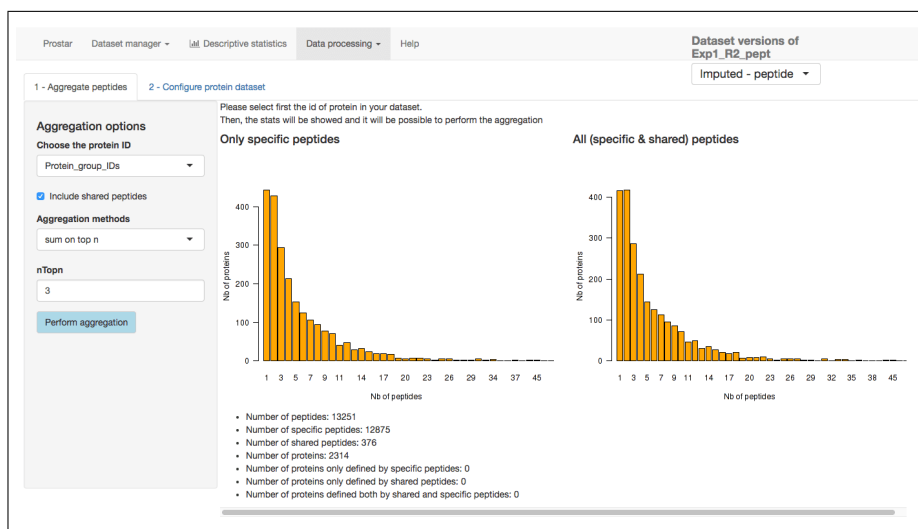 Prostar Dataset manager Descriptive statistics Data processing Help
Dataset versions of
Exp1_R2_pept
Imputed - peptide
1 - Aggregate peptides 2 - Configure protein dataset
Please select first the id of protein in your dataset.
Then, the stats will be showed and it will be possible to perform the aggregation
Aggregation options
Choose the protein ID
Protein_group_IDs
Include shared peptides
Aggregation methods
sum on top n
nTopn
3
Perform aggregation
Only specific peptides
400
300
200
100
0
Nb of proteins
1 3 5 7 9 11 14 17 20 23 26 29 34 37 45
Nb of peptides
All (specific & shared) peptides
400
300
200
100
0
Nb of proteins
1 3 5 7 9 11 14 17 20 23 26 29 32 35 38 45
Nb of peptides
Number of peptides: 13251
Number of specific peptides: 12875
Number of shared peptides: 376
Number of proteins: 2314
Number of proteins only defined by specific peptides: 0
Number of proteins only defined by shared peptides: 0
Number of proteins defined both by shared and specific peptides: 0